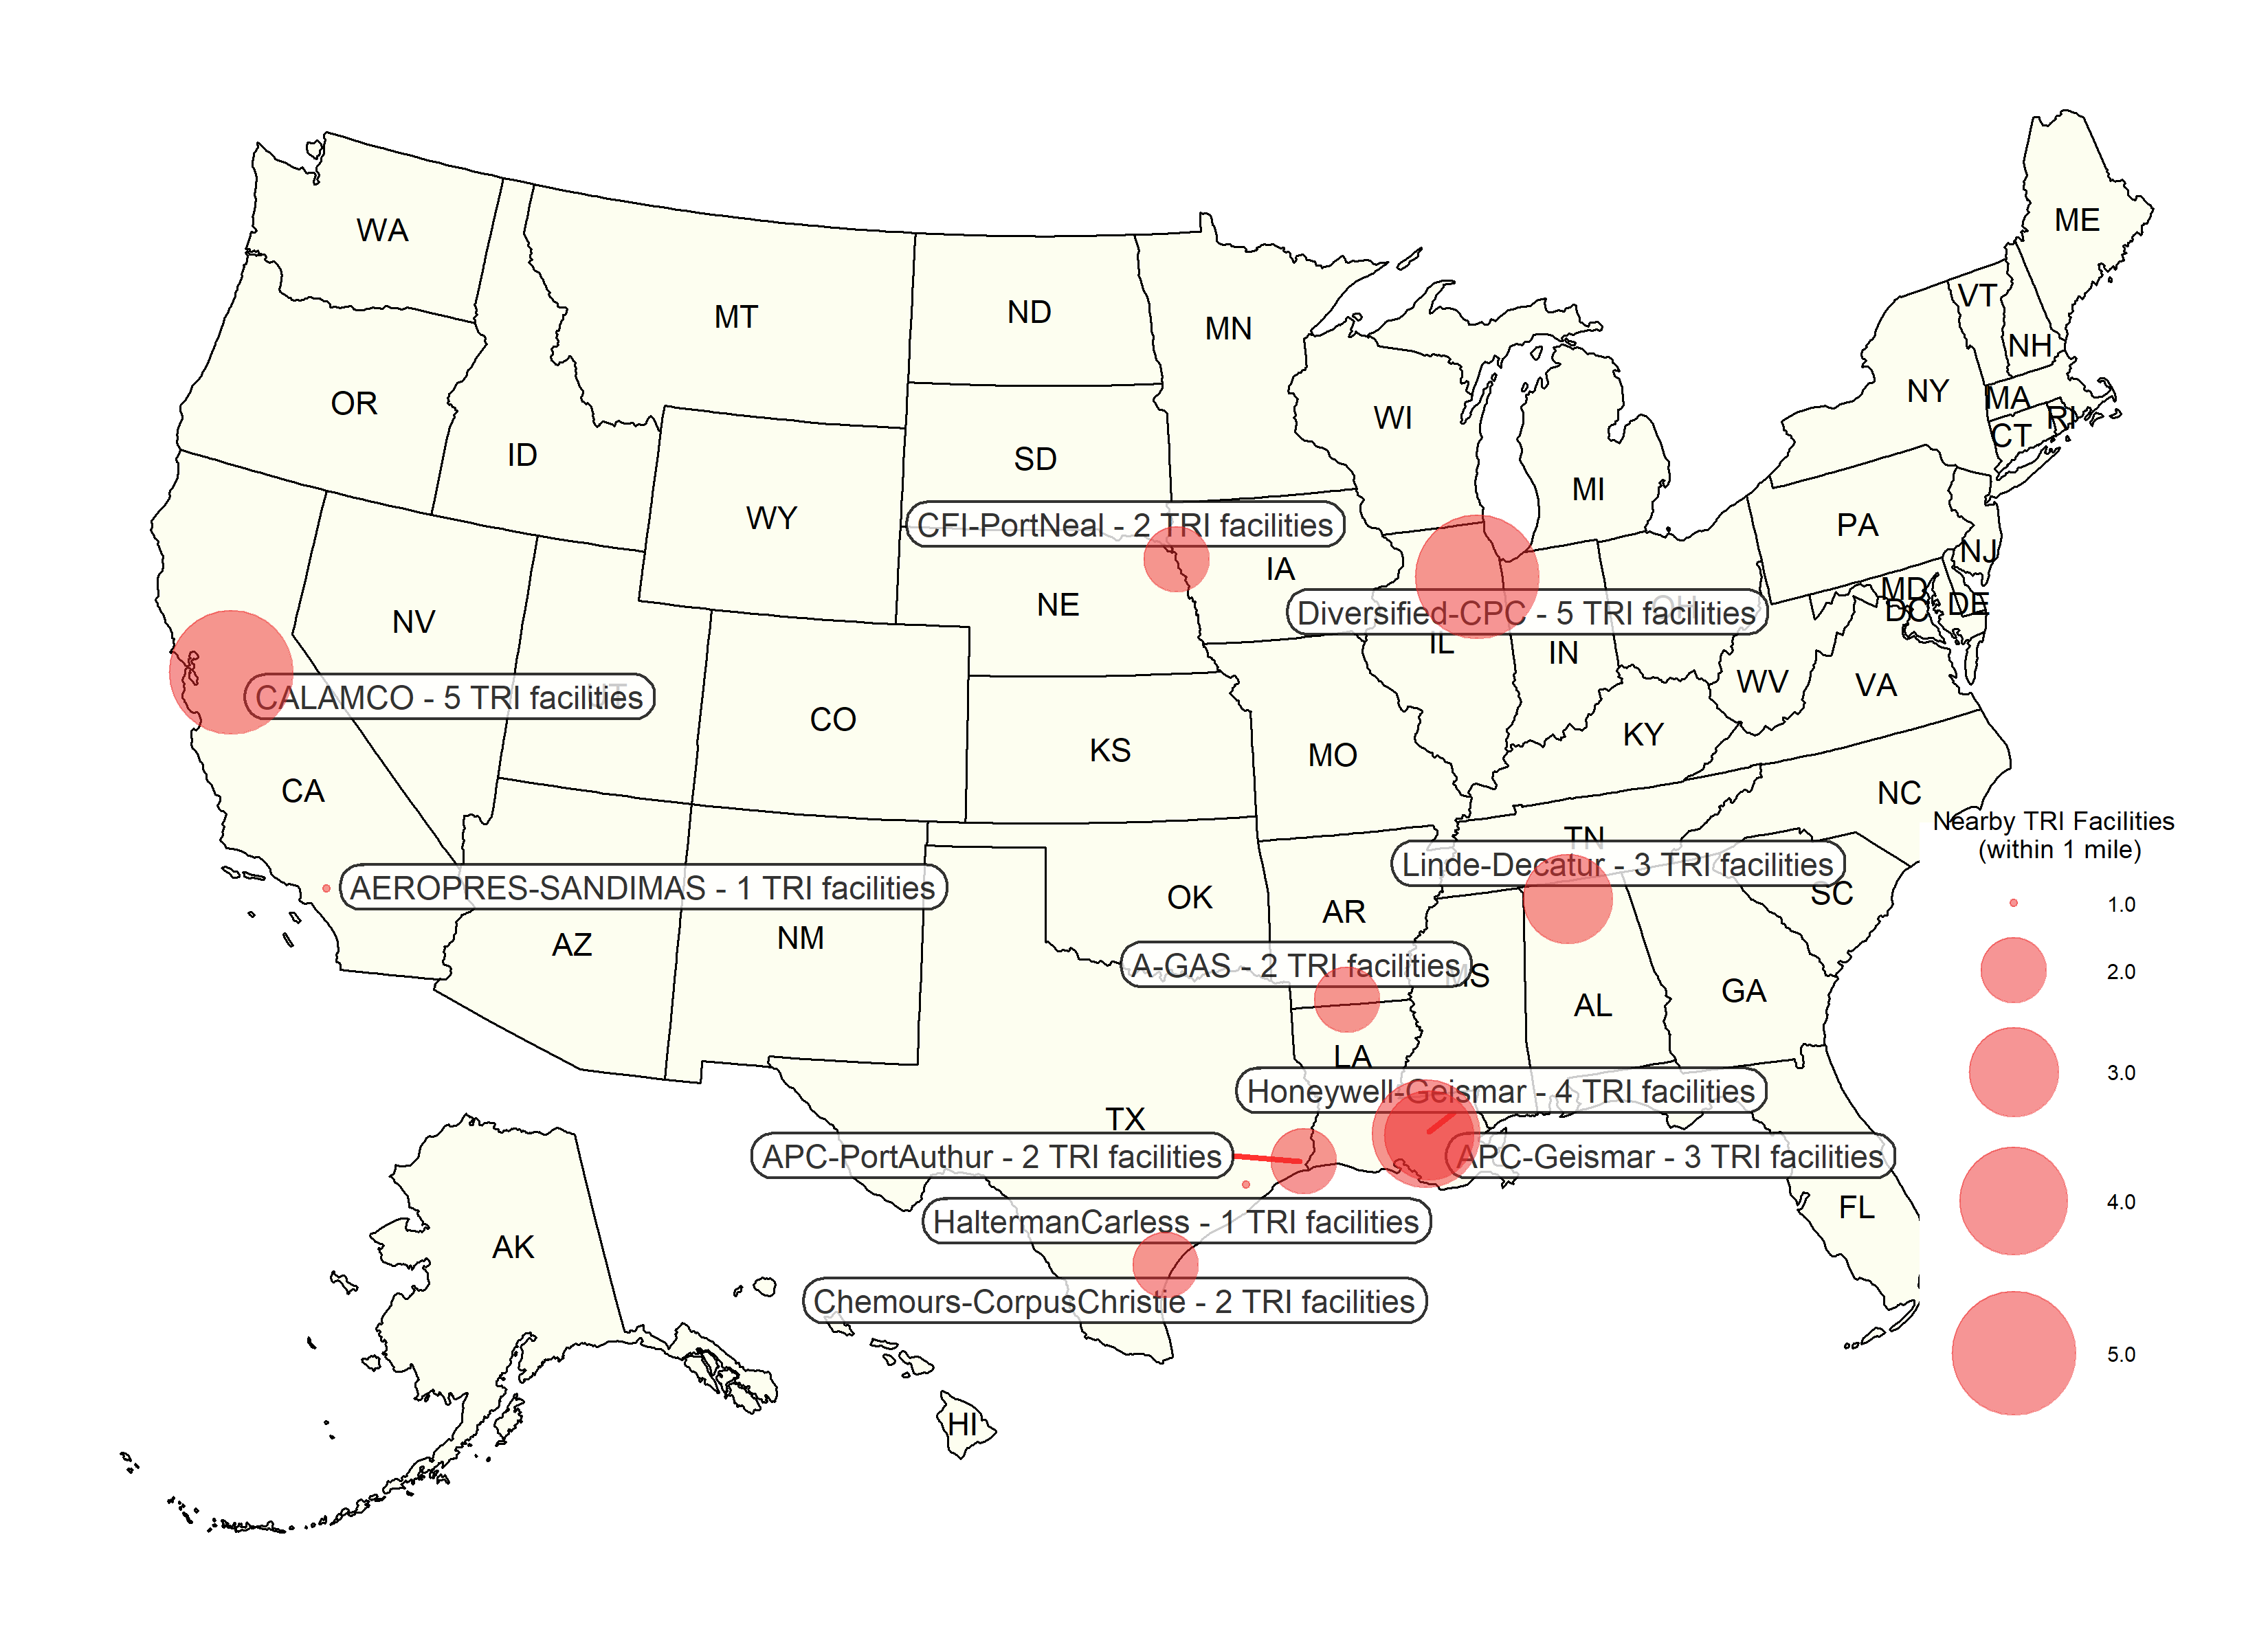 ME
WA
VT
ND
MT
MN
NH
NY
OR
MA
WI
RI
CT
ID
SD
MI
WY
CFI-PortNeal - 2 TRI facilities
PA
NJ
IA
MD
NE
DE
DC
Diversified-CPC - 5 TRI facilities
OH
NV
IL
IN
WV
VA
CALAMCO - 5 TRI facilities
UT
CO
KY
KS
MO
CA
NC
Nearby TRI Facilities
(within 1 mile)
TN
Linde-Decatur - 3 TRI facilities
AEROPRES-SANDIMAS - 1 TRI facilities
SC
OK
1.0
AR
NM
AZ
A-GAS - 2 TRI facilities
2.0
MS
GA
AL
LA
3.0
Honeywell-Geismar - 4 TRI facilities
TX
APC-PortAuthur - 2 TRI facilities
APC-Geismar - 3 TRI facilities
4.0
FL
HaltermanCarless - 1 TRI facilities
AK
Chemours-CorpusChristie - 2 TRI facilities
5.0
HI